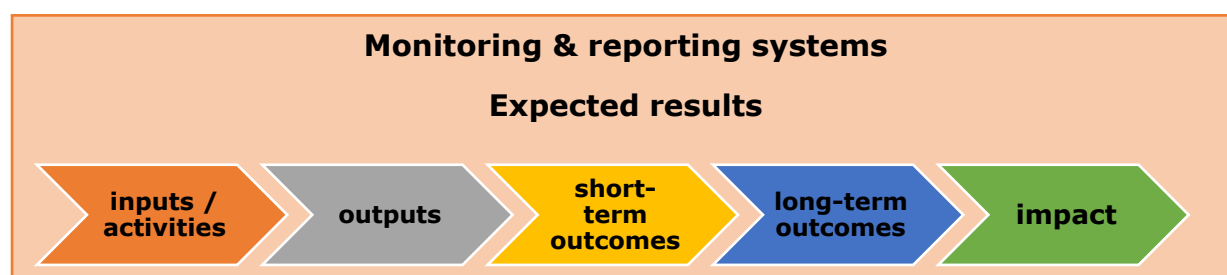 Monitoring & reporting systems
Expected results
inputs /
activities
outputs
short-
term
outcomes
long-term
outcomes
impact